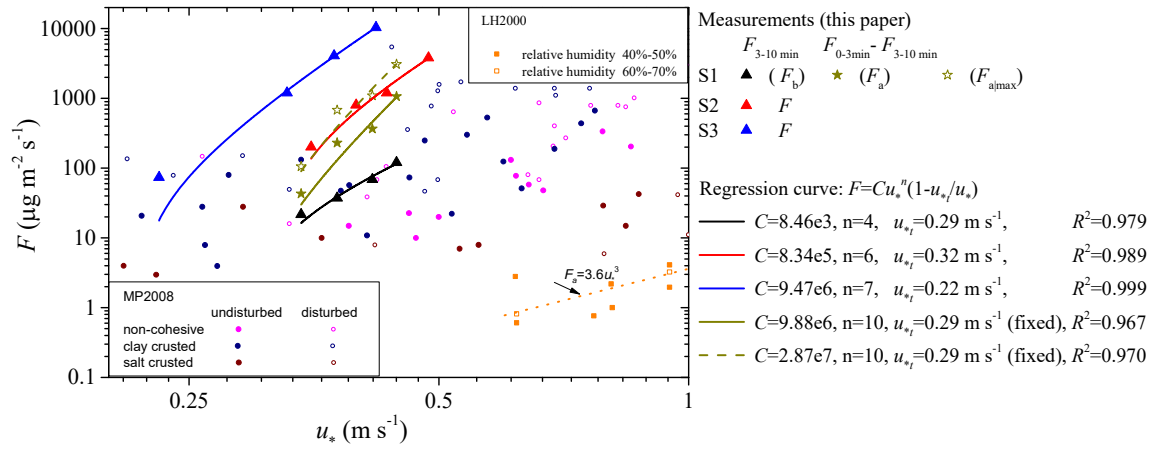 F (μg m⁻² s⁻¹)
10000
1000
100
10
1
0.1
0.25
0.5
1
u* (m s⁻¹)
LH2000
relative humidity 40%-50%
relative humidity 60%-70%
Fa=3.6u*³
MP2008
undisturbed disturbed
non-cohesive
clay crusted
salt crusted
Measurements (this paper)
F3-10 min F0-3min- F3-10 min
S1 (Fb) (Fa) (Fa|max)
S2 F
S3 F
Regression curve: F=Cu*ⁿ(1-u*t/u*)
C=8.46e3, n=4, u*t=0.29 m s⁻¹, R²=0.979
C=8.34e5, n=6, u*t=0.32 m s⁻¹, R²=0.989
C=9.47e6, n=7, u*t=0.22 m s⁻¹, R²=0.999
C=9.88e6, n=10, u*t=0.29 m s⁻¹ (fixed), R²=0.967
C=2.87e7, n=10, u*t=0.29 m s⁻¹ (fixed), R²=0.970